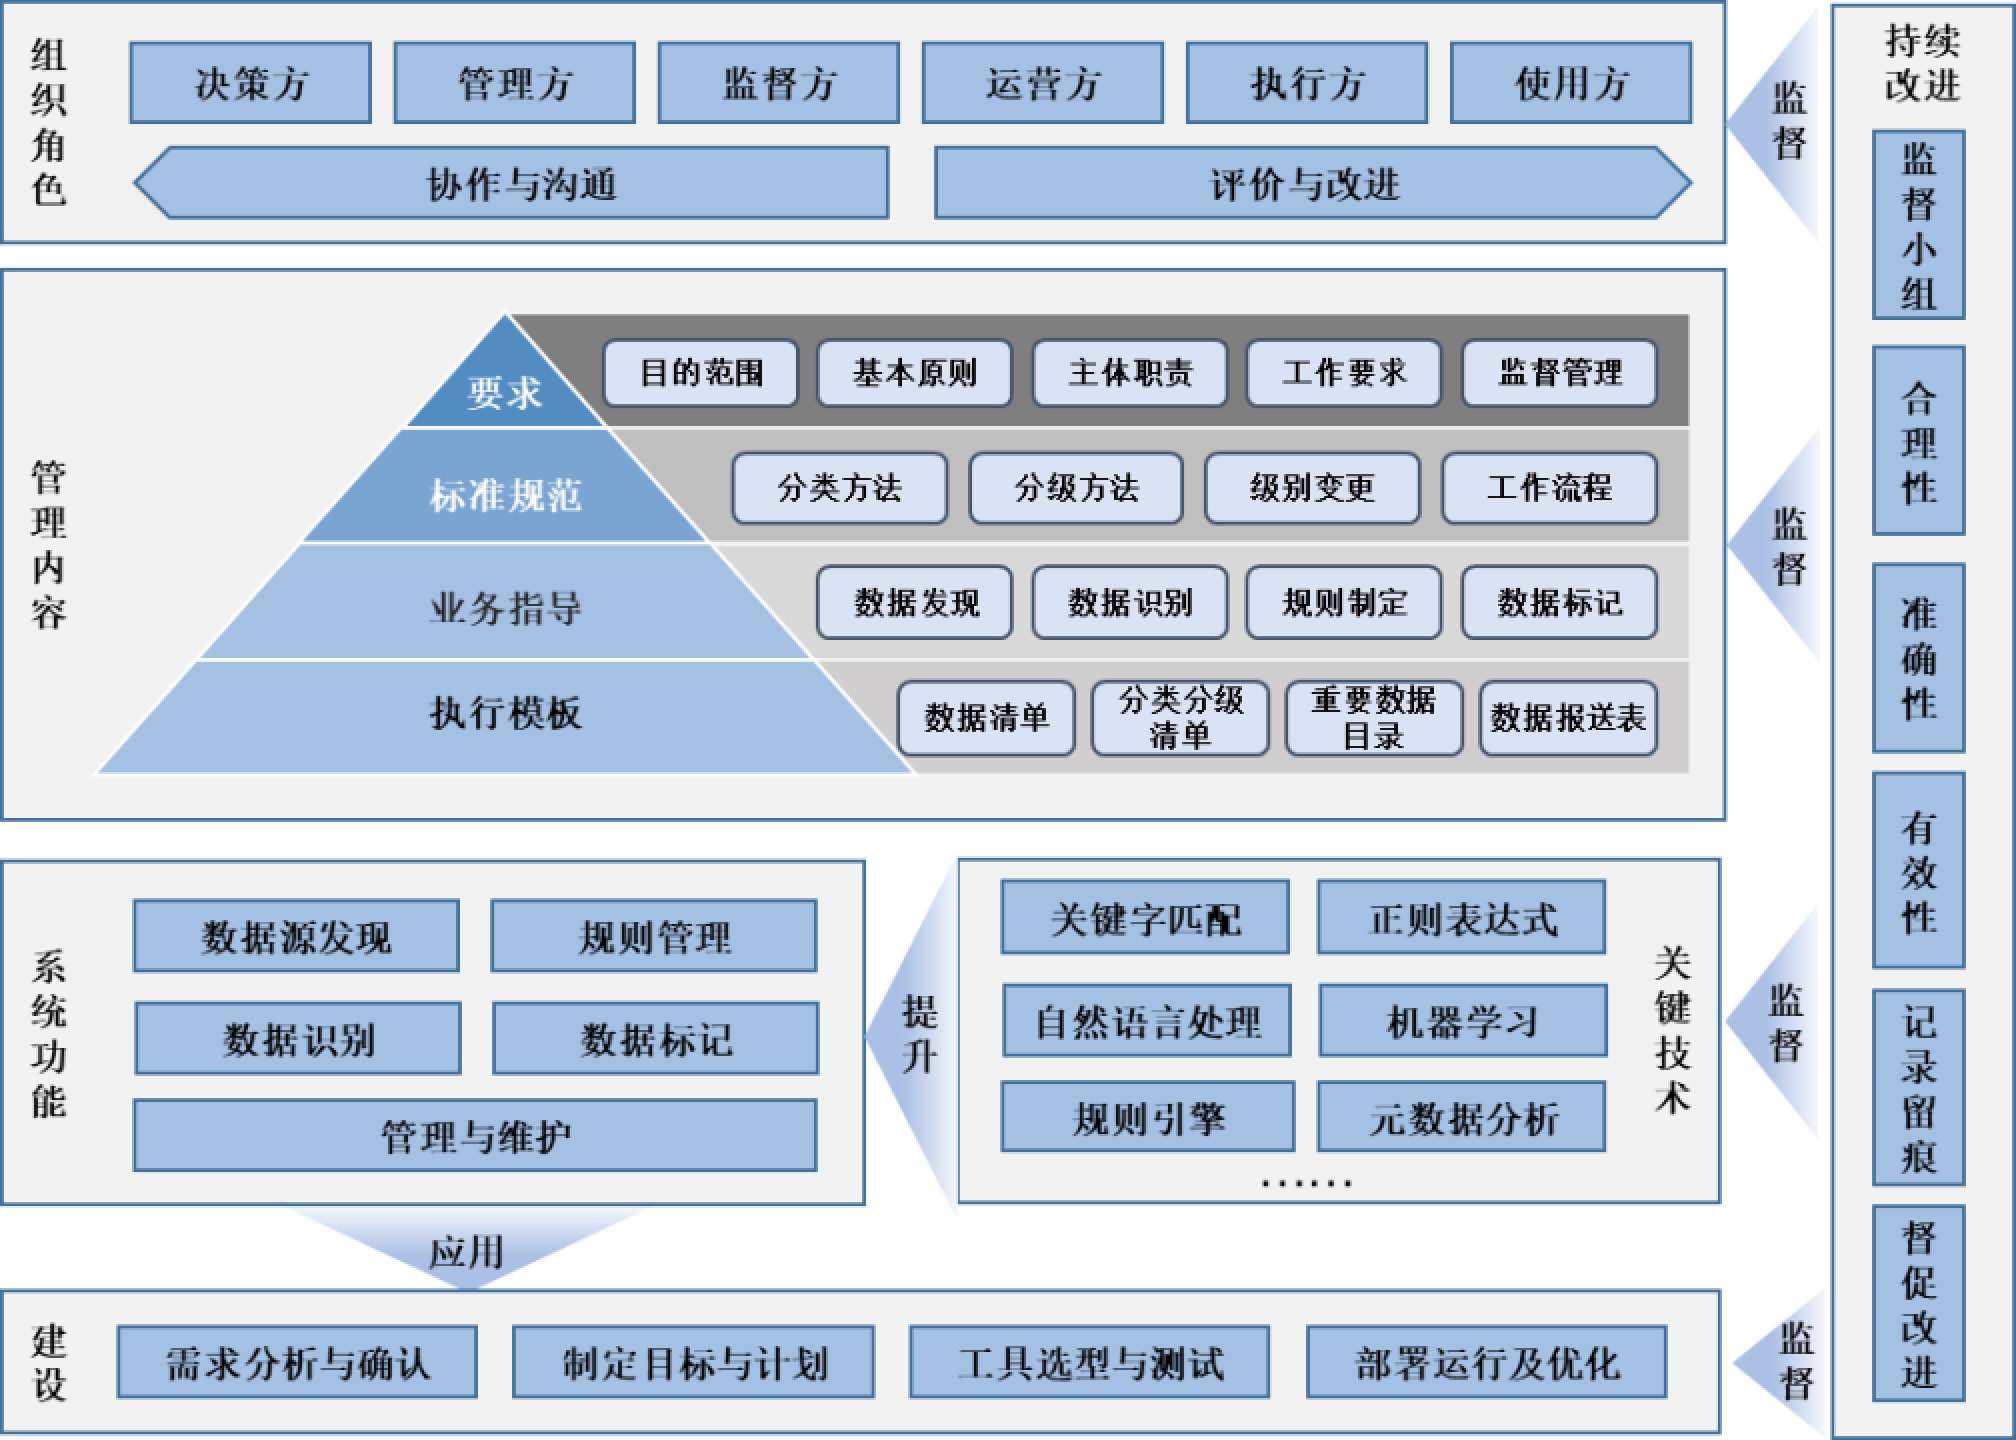 组织角色
决策方
管理方
监督方
运营方
执行方
使用方
协作与沟通
评价与改进
监督
管理内容
要求
目的范围
基本原则
主体职责
工作要求
监督管理
标准规范
分类方法
分级方法
级别变更
工作流程
业务指导
数据发现
数据识别
规则制定
数据标记
执行模板
数据清单
分类分级
清单
重要数据
目录
数据报送表
监督
系统功能
数据源发现
规则管理
数据识别
数据标记
管理与维护
提升
关键字匹配
正则表达式
自然语言处理
机器学习
规则引擎
元数据分析
……
关键技术
监督
应用
建设
需求分析与确认
制定目标与计划
工具选型与测试
部署运行及优化
监督
持续
改进
监督小组
合理性
准确性
有效性
记录留痕
督促改进